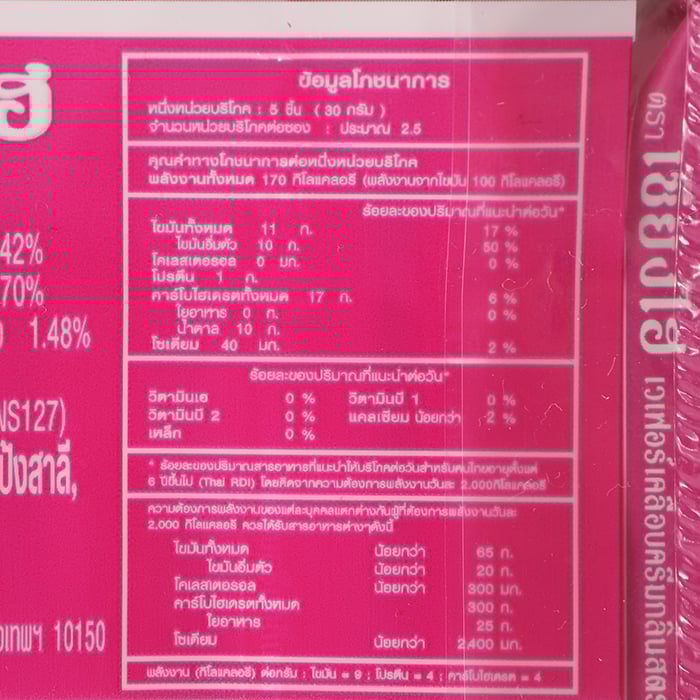 ฮ
42%
70%
1.48%
NS127)
ป้งสาลี,
งเทพฯ 10150
ข้อมูลโภชนาการ
หนึ่งหน่วยบริโภค : 5 ชิ้น ( 30 กรัม )
จำนวนหน่วยบริโภคต่อซอง : ประมาณ 2.5
คุณค่าทางโภชนาการต่อหนึ่งหน่วยบริโภค
พลังงานทั้งหมด 170 กิโลแคลอรี (พลังงานจากไขมัน 100 กิโลแคลอรี)
ร้อยละของปริมาณที่แนะนำต่อวัน*
ไขมันทั้งหมด 11 ก. 17 %
ไขมันอิ่มตัว 10 ก. 50 %
โคเลสเตอรอล 0 มก. 0 %
โปรตีน 1 ก.
คาร์โบไฮเดรตทั้งหมด 17 ก. 6 %
ใยอาหาร 0 ก. 0 %
น้ำตาล 10 ก.
โซเดียม 40 มก. 2 %
ร้อยละของปริมาณที่แนะนำต่อวัน*
วิตามินเอ 0 % วิตามินบี 1 0 %
วิตามินบี 2 0 % แคลเซียม น้อยกว่า 2 %
เหล็ก 0 %
* ร้อยละของปริมาณสารอาหารที่แนะนำให้บริโภคต่อวันสำหรับคนไทยอายุตั้งแต่
6 ปีขึ้นไป (Thai RDI) โดยคิดจากความต้องการพลังงานวันละ 2,000กิโลแคลอรี
ความต้องการพลังงานของแต่ละบุคคลแตกต่างกันผู้ที่ต้องการพลังงานวันละ
2,000 กิโลแคลอรี ควรได้รับสารอาหารต่างๆดังนี้
ไขมันทั้งหมด น้อยกว่า 65 ก.
ไขมันอิ่มตัว น้อยกว่า 20 ก.
โคเลสเตอรอล น้อยกว่า 300 มก.
คาร์โบไฮเดรตทั้งหมด 300 ก.
ใยอาหาร 25 ก.
โซเดียม น้อยกว่า 2,400 มก.
พลังงาน (กิโลแคลอรี) ต่อกรัม : ไขมัน = 9 ; โปรตีน = 4 ; คาร์โบไฮเดรต = 4
ตรา
เวเฟอร์เคลือบครีมกลิ่นสต